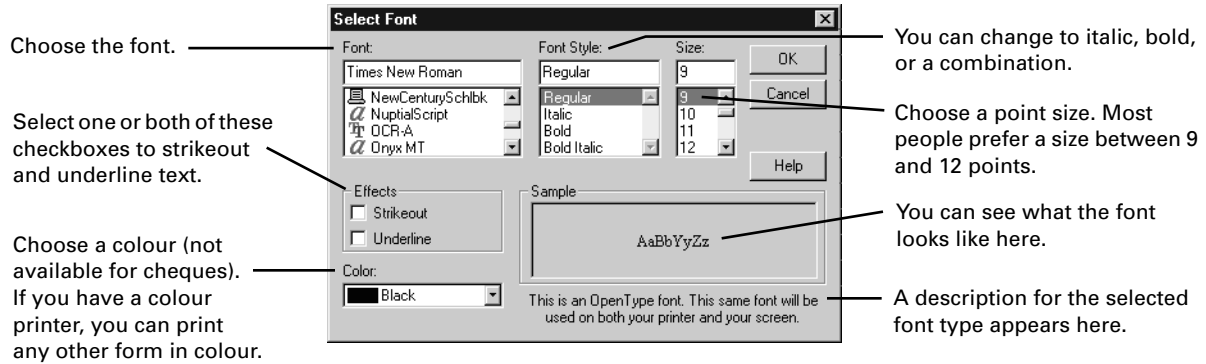 Choose the font.
Select one or both of these
checkboxes to strikeout
and underline text.
Choose a colour (not
available for cheques).
If you have a colour
printer, you can print
any other form in colour.
Select Font
Font:
Times New Roman
NewCenturySchlbk
NuptialScript
OCR-A
Onyx MT
Font Style:
Regular
Regular
Italic
Bold
Bold Italic
Size:
9
9
10
11
12
OK
Cancel
Help
Effects
Strikeout
Underline
Color:
Black
Sample
AaBbYyZz
This is an OpenType font. This same font will be
used on both your printer and your screen.
You can change to italic, bold,
or a combination.
Choose a point size. Most
people prefer a size between 9
and 12 points.
You can see what the font
looks like here.
A description for the selected
font type appears here.